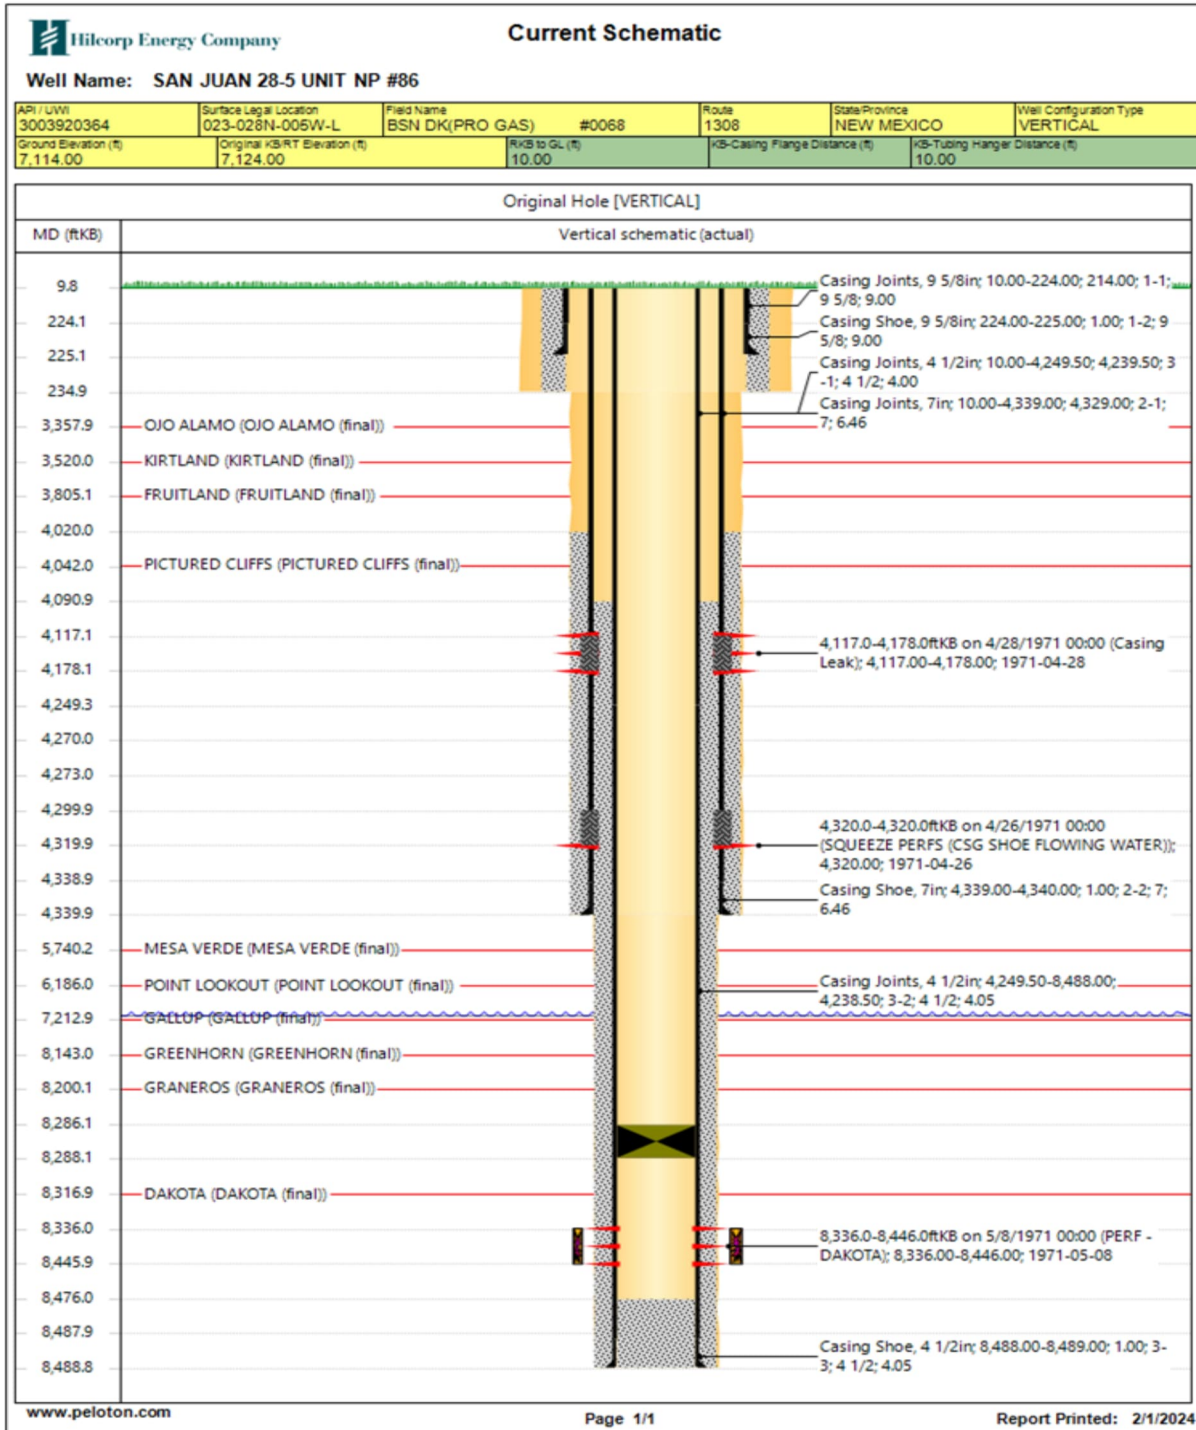 Current Schematic
Hilcorp Energy Company
Well Name: SAN JUAN 28-5 UNIT NP #86
API / UWI
3003920364
Surface Legal Location
023-028N-005W-L
Field Name
BSN DK(PRO GAS) #0068
Route
1308
State/Province
NEW MEXICO
Well Configuration Type
VERTICAL
Ground Elevation (ft)
7,114.00
Original KB/RT Elevation (ft)
7,124.00
RKB to GL (ft)
10.00
KB-Casing Flange Distance (ft)
KB-Tubing Hanger Distance (ft)
10.00
Original Hole [VERTICAL]
MD (ftKB)
Vertical schematic (actual)
9.8
Casing Joints, 9 5/8in; 10.00-224.00; 214.00; 1-1;
9 5/8; 9.00
224.1
Casing Shoe, 9 5/8in; 224.00-225.00; 1.00; 1-2; 9
5/8; 9.00
225.1
Casing Joints, 4 1/2in; 10.00-4,249.50; 4,239.50; 3
-1; 4 1/2; 4.00
234.9
Casing Joints, 7in; 10.00-4,339.00; 4,329.00; 2-1;
7; 6.46
3,357.9
OJO ALAMO (OJO ALAMO (final))
3,520.0
KIRTLAND (KIRTLAND (final))
3,805.1
FRUITLAND (FRUITLAND (final))
4,020.0
4,042.0
PICTURED CLIFFS (PICTURED CLIFFS (final))
4,090.9
4,117.1
4,117.0-4,178.0ftKB on 4/28/1971 00:00 (Casing
Leak); 4,117.00-4,178.00; 1971-04-28
4,178.1
4,249.3
4,270.0
4,273.0
4,299.9
4,319.9
4,320.0-4,320.0ftKB on 4/26/1971 00:00
(SQUEEZE PERFS (CSG SHOE FLOWING WATER));
4,320.00; 1971-04-26
4,338.9
Casing Shoe, 7in; 4,339.00-4,340.00; 1.00; 2-2; 7;
6.46
4,339.9
5,740.2
MESA VERDE (MESA VERDE (final))
6,186.0
POINT LOOKOUT (POINT LOOKOUT (final))
Casing Joints, 4 1/2in; 4,249.50-8,488.00;
4,238.50; 3-2; 4 1/2; 4.05
7,212.9
GALLUP (GALLUP (final))
8,143.0
GREENHORN (GREENHORN (final))
8,200.1
GRANEROS (GRANEROS (final))
8,286.1
8,288.1
8,316.9
DAKOTA (DAKOTA (final))
8,336.0
8,336.0-8,446.0ftKB on 5/8/1971 00:00 (PERF -
DAKOTA); 8,336.00-8,446.00; 1971-05-08
8,445.9
8,476.0
8,487.9
Casing Shoe, 4 1/2in; 8,488.00-8,489.00; 1.00; 3-
3; 4 1/2; 4.05
8,488.8
www.peloton.com
Page 1/1
Report Printed: 2/1/2024